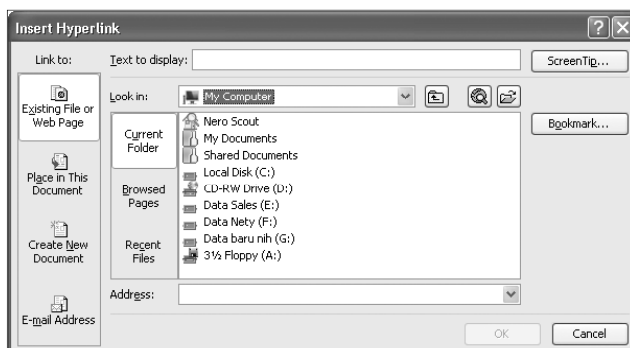 Insert Hyperlink
Link to:
Text to display:
ScreenTip...
Existing File or
Web Page
Look in:
My Computer
Bookmark...
Current
Folder
Nero Scout
My Documents
Shared Documents
Local Disk (C:)
CD-RW Drive (D:)
Data Sales (E:)
Data Nety (F:)
Data baru nih (G:)
3½ Floppy (A:)
Place in This
Document
Browsed
Pages
Create New
Document
Recent
Files
Address:
E-mail Address
OK
Cancel